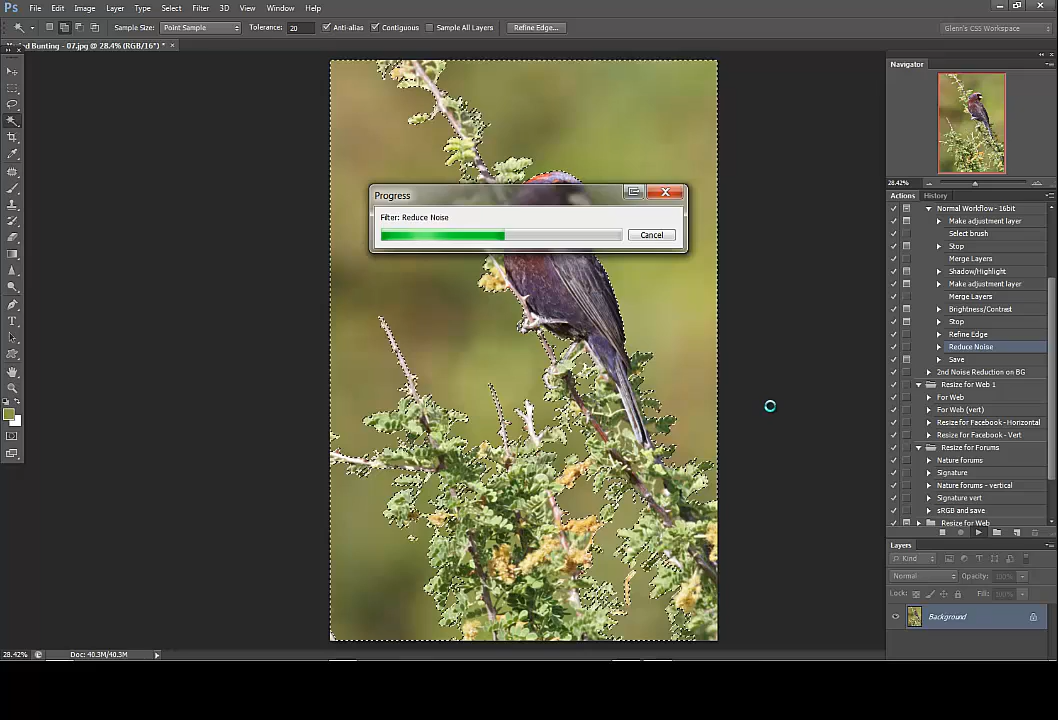 Ps File Edit Image Layer Type Select Filter 3D View Window Help
Sample Size: Point Sample Tolerance: 20 Anti-alias Contiguous Sample All Layers Refine Edge... Glenn's CSS Workspace
Bunting - 07.jpg @ 28.4% (RGB/16*) * ×
Navigator
28.42%
Actions History
Normal Workflow - 16bit
Make adjustment layer
Select brush
Stop
Merge Layers
Shadow/Highlight
Make adjustment layer
Merge Layers
Brightness/Contrast
Stop
Refine Edge
Reduce Noise
Save
2nd Noise Reduction on BG
Resize for Web 1
For Web
For Web (vert)
Resize for Facebook - Horizontal
Resize for Facebook - Vert
Resize for Forums
Nature forums
Signature
Nature forums - vertical
Signature vert
sRGB and save
Resize for Web
Progress
Filter: Reduce Noise
Cancel
Layers
Kind
Normal Opacity: 100%
Lock: Fill: 100%
Background
28.42% Doc: 40.3M/40.3M